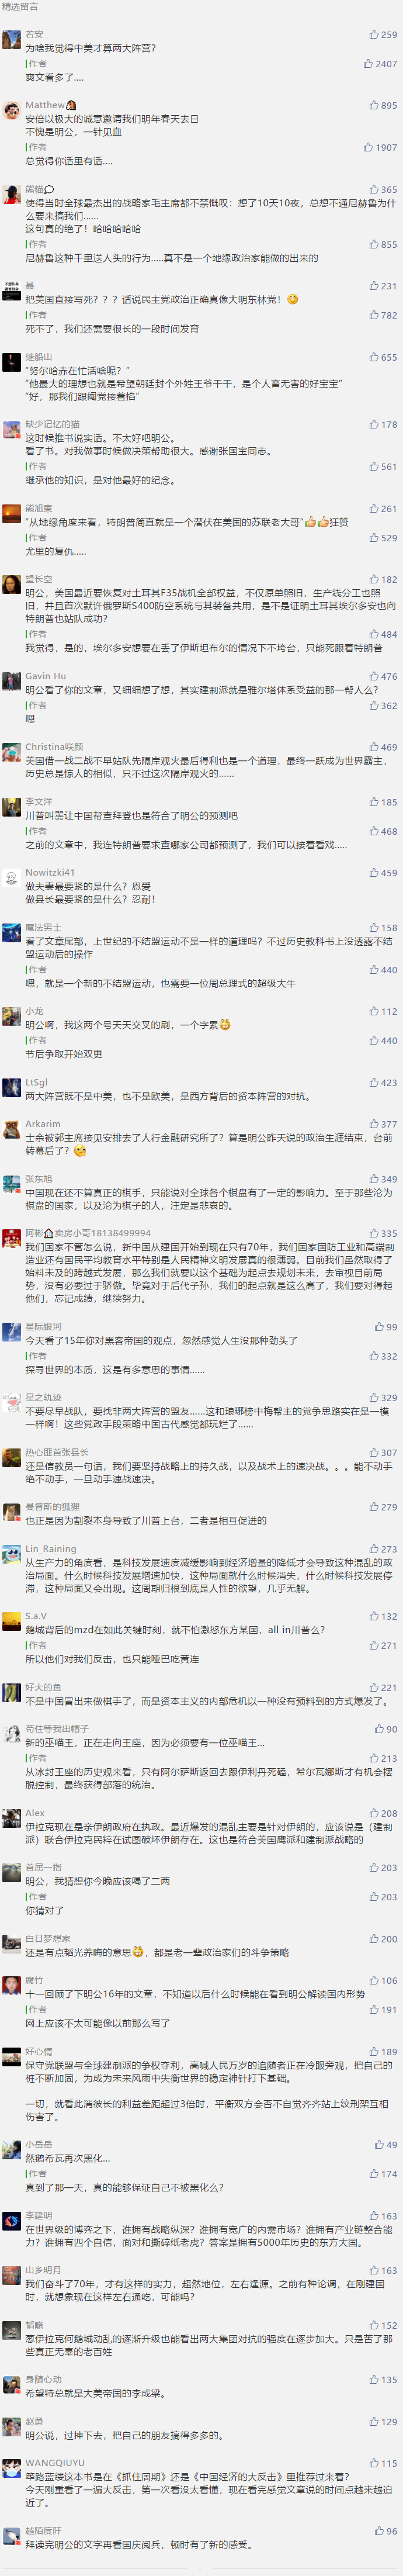 精选留言
若安
259
为啥我觉得中美才算两大阵营?
作者
2407
爽文看多了....
Matthew
895
安倍以极大的诚意邀请我们明年春天去日
不愧是明公,一针见血
作者
1907
总觉得你话里有话....
熊猫
365
使得当时全球最杰出的战略家毛主席都不禁慨叹:想了10天10夜,总想不通尼赫鲁为什
么要来搞我们......
这句真的绝了!哈哈哈哈哈
作者
855
尼赫鲁这种千里送人头的行为.....真不是一个地缘政治家能做的出来的
聂
231
把美国直接写死???话说民主党政治正确真像大明东林党!
作者
782
死不了,我们还需要很长的一段时间发育
继船山
655
“努尔哈赤在忙活啥呢?”
“他最大的理想也就是希望朝廷封个外姓王爷干干,是个人畜无害的好宝宝”
“好,那我们跟阉党接着掐”
缺少记忆的猫
178
这时候推书说实话。不太好吧明公。
看了书。对我做事时候做决策帮助很大。感谢张国宝同志。
作者
561
继承他的知识,是对他最好的纪念。
熊旭東
261
“从地缘角度来看,特朗普简直就是一个潜伏在美国的苏联老大哥”狂赞
作者
529
尤里的复仇.....
望长空
182
明公,美国最近要恢复对土耳其F35战机全部权益,不仅原单照旧,生产线分工也照
旧,并且首次默许俄罗斯S400防空系统与其装备共用,是不是证明土耳其埃尔多安也向
特朗普也站队成功?
作者
484
我觉得,是的,埃尔多安想要在丢了伊斯坦布尔的情况下不垮台,只能死跟着特朗普
Gavin Hu
476
明公看了你的文章,又细细想了想,其实建制派就是雅尔塔体系受益的那一帮人么?
作者
362
嗯
Christina咲颜
469
美国借一战二战不早站队先隔岸观火最后得利也是一个道理,最终一跃成为世界霸主,
历史总是惊人的相似,只不过这次隔岸观火的......
李文洋
185
川普叫嚣让中国帮查拜登也是符合了明公的预测吧
作者
468
之前的文章中,我连特朗普要求查哪家公司都预测了,我们可以接着看戏.....
Nowitzki41
459
做夫妻最要紧的是什么?恩爱
做县长最要紧的是什么?忍耐!
魔法男士
158
看了文章尾部,上世纪的不结盟运动不是一样的道理吗?不过历史教科书上没透露不结
盟运动后的操作
作者
440
嗯,就是一个新的不结盟运动,也需要一位周总理式的超级大牛
小龙
112
明公啊,我这两个号天天交叉的刷,一个字累
作者
440
节后争取开始双更
LtSgl
423
两大阵营既不是中美,也不是欧美,是西方背后的资本阵营的对抗。
Arkarim
377
士余被郭主席接见安排去了人行金融研究所了?算是明公昨天说的政治生涯结束,台前
转幕后了?
张东旭
349
中国现在还不算真正的棋手,只能说对全球各个棋盘有了一定的影响力。至于那些沦为
棋盘的国家,以及沦为棋子的人,注定是悲哀的。
阿彬卖房小哥18138499994
335
我们国家不管怎么说,新中国从建国开始到现在只有70年,我们国家国防工业和高端制
造业还有国民平均教育水平特别是人民精神文明发展真的很薄弱。目前我们虽然取得了
始料未及的跨越式发展,那么我们就要以这个基础为起点去规划未来,去审视目前局
势,没有必要过于骄傲。毕竟对于后代子孙,我们的起点就是这么高了,我们要对得起
他们,忘记成绩,继续努力。
星际银河
99
今天看了15年你对黑客帝国的观点,忽然感觉人生没那种劲头了
作者
332
探寻世界的本质,这是有多意思的事情......
星之轨迹
329
不要尽早战队,要找非两大阵营的盟友......这和琅琊榜中梅帮主的党争思路实在是一模
一样啊!这些党政手段策略中国古代感觉都玩烂了......
热心匪首张县长
307
还是信教员一句话,我们要坚持战略上的持久战,以及战术上的速决战。。。能不动手
绝不动手,一旦动手速战速决。
曼督斯的狐狸
279
也正是因为割裂本身导致了川普上台,二者是相互促进的
Lin_Raining
273
从生产力的角度看,是科技发展速度减缓影响到经济增量的降低才会导致这种混乱的政
治局面。什么时候科技发展增速加快,这种局面就什么时候消失,什么时候科技发展停
滞,这种局面又会出现。这周期归根到底是人性的欲望,几乎无解。
S.a.V
132
鹅城背后的mzd在如此关键时刻,就不怕激怒东方某国,all in川普么?
作者
271
所以他们对我们反击,也只能哑巴吃黄连
好大的鱼
221
不是中国冒出来做棋手了,而是资本主义的内部危机以一种没有预料到的方式爆发了。
苟住等我出帽子
90
新的巫喵王,正在走向王座,因为必须要有一位巫喵王...
作者
213
从冰封王座的历史观来看,只有阿尔萨斯返回去跟伊利丹死磕,希尔瓦娜斯才有机会摆
脱控制,最终获得部落的统治。
Alex
208
伊拉克现在是亲伊朗政府在执政。最近爆发的混乱主要是针对伊朗的,应该说是(建制
派)联合伊拉克民粹在试图破坏伊朗存在。这也是符合美国鹰派和建制派战略的
首屈一指
203
明公,我猜想你今晚应该喝了二两
作者
203
你猜对了
白日梦想家
200
还是有点韬光养晦的意思,都是老一辈政治家们的斗争策略
腐竹
106
十一回顾了下明公16年的文章,不知道以后什么时候能在看到明公解读国内形势
作者
191
网上应该不太可能像以前那么写了
好心情
189
保守党联盟与全球建制派的争权夺利,高喊人民万岁的追随者正在冷眼旁观,把自己的
桩不断加固,为成为未来风雨中失衡世界的稳定神针打下基础。
一切,就看此消彼长的利益差距超过3倍时,平衡双方会否不自觉齐齐站上绞刑架互相
伤害了。
小岳岳
49
然鹅希瓦再次黑化...
作者
174
真到了那一天,真的能够保证自己不被黑化么?
李建明
163
在世界级的博弈之下,谁拥有战略纵深?谁拥有宽广的内需市场?谁拥有产业链整合能
力?谁拥有四个自信,面对和撕碎纸老虎?答案是拥有5000年历史的东方大国。
山乡明月
163
我们奋斗了70年,才有这样的实力,超然地位,左右逢源。之前有种论调,在刚建国
时,就想象现在这样左右通吃,可能吗?
韬略
152
葱伊拉克何鹅城动乱的逐渐升级也能看出两大集团对抗的强度在逐步加大。只是苦了那
些真正无辜的老百姓
身随心动
135
希望特总就是大美帝国的李成梁。
赵勇
129
明公说,过抻下去,把自己的朋友搞得多多的。
WANGQIUYU
115
筚路蓝缕这本书是在《抓住周期》还是《中国经济的大反击》里推荐过来着?
今天刚重看了一遍大反击,第一次看没太看懂,现在看完感觉文章说的时间点越来越迫
近了。
越陌度阡
96
拜读完明公的文字再看国庆阅兵,顿时有了新的感受。